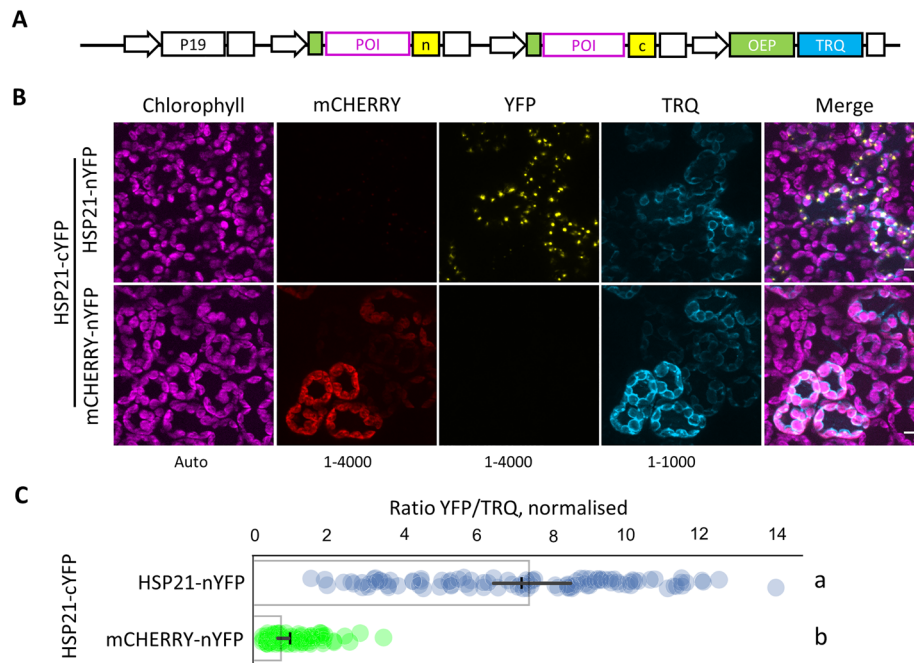 A
P19 POI n POI c OEP TRQ
B
Chlorophyll mCHERRY YFP TRQ Merge
HSP21-cYFP
HSP21-nYFP
mCHERRY-nYFP
Auto 1-4000 1-4000 1-1000
C
Ratio YFP/TRQ, normalised
0 2 4 6 8 10 12 14
HSP21-cYFP
HSP21-nYFP a
mCHERRY-nYFP b